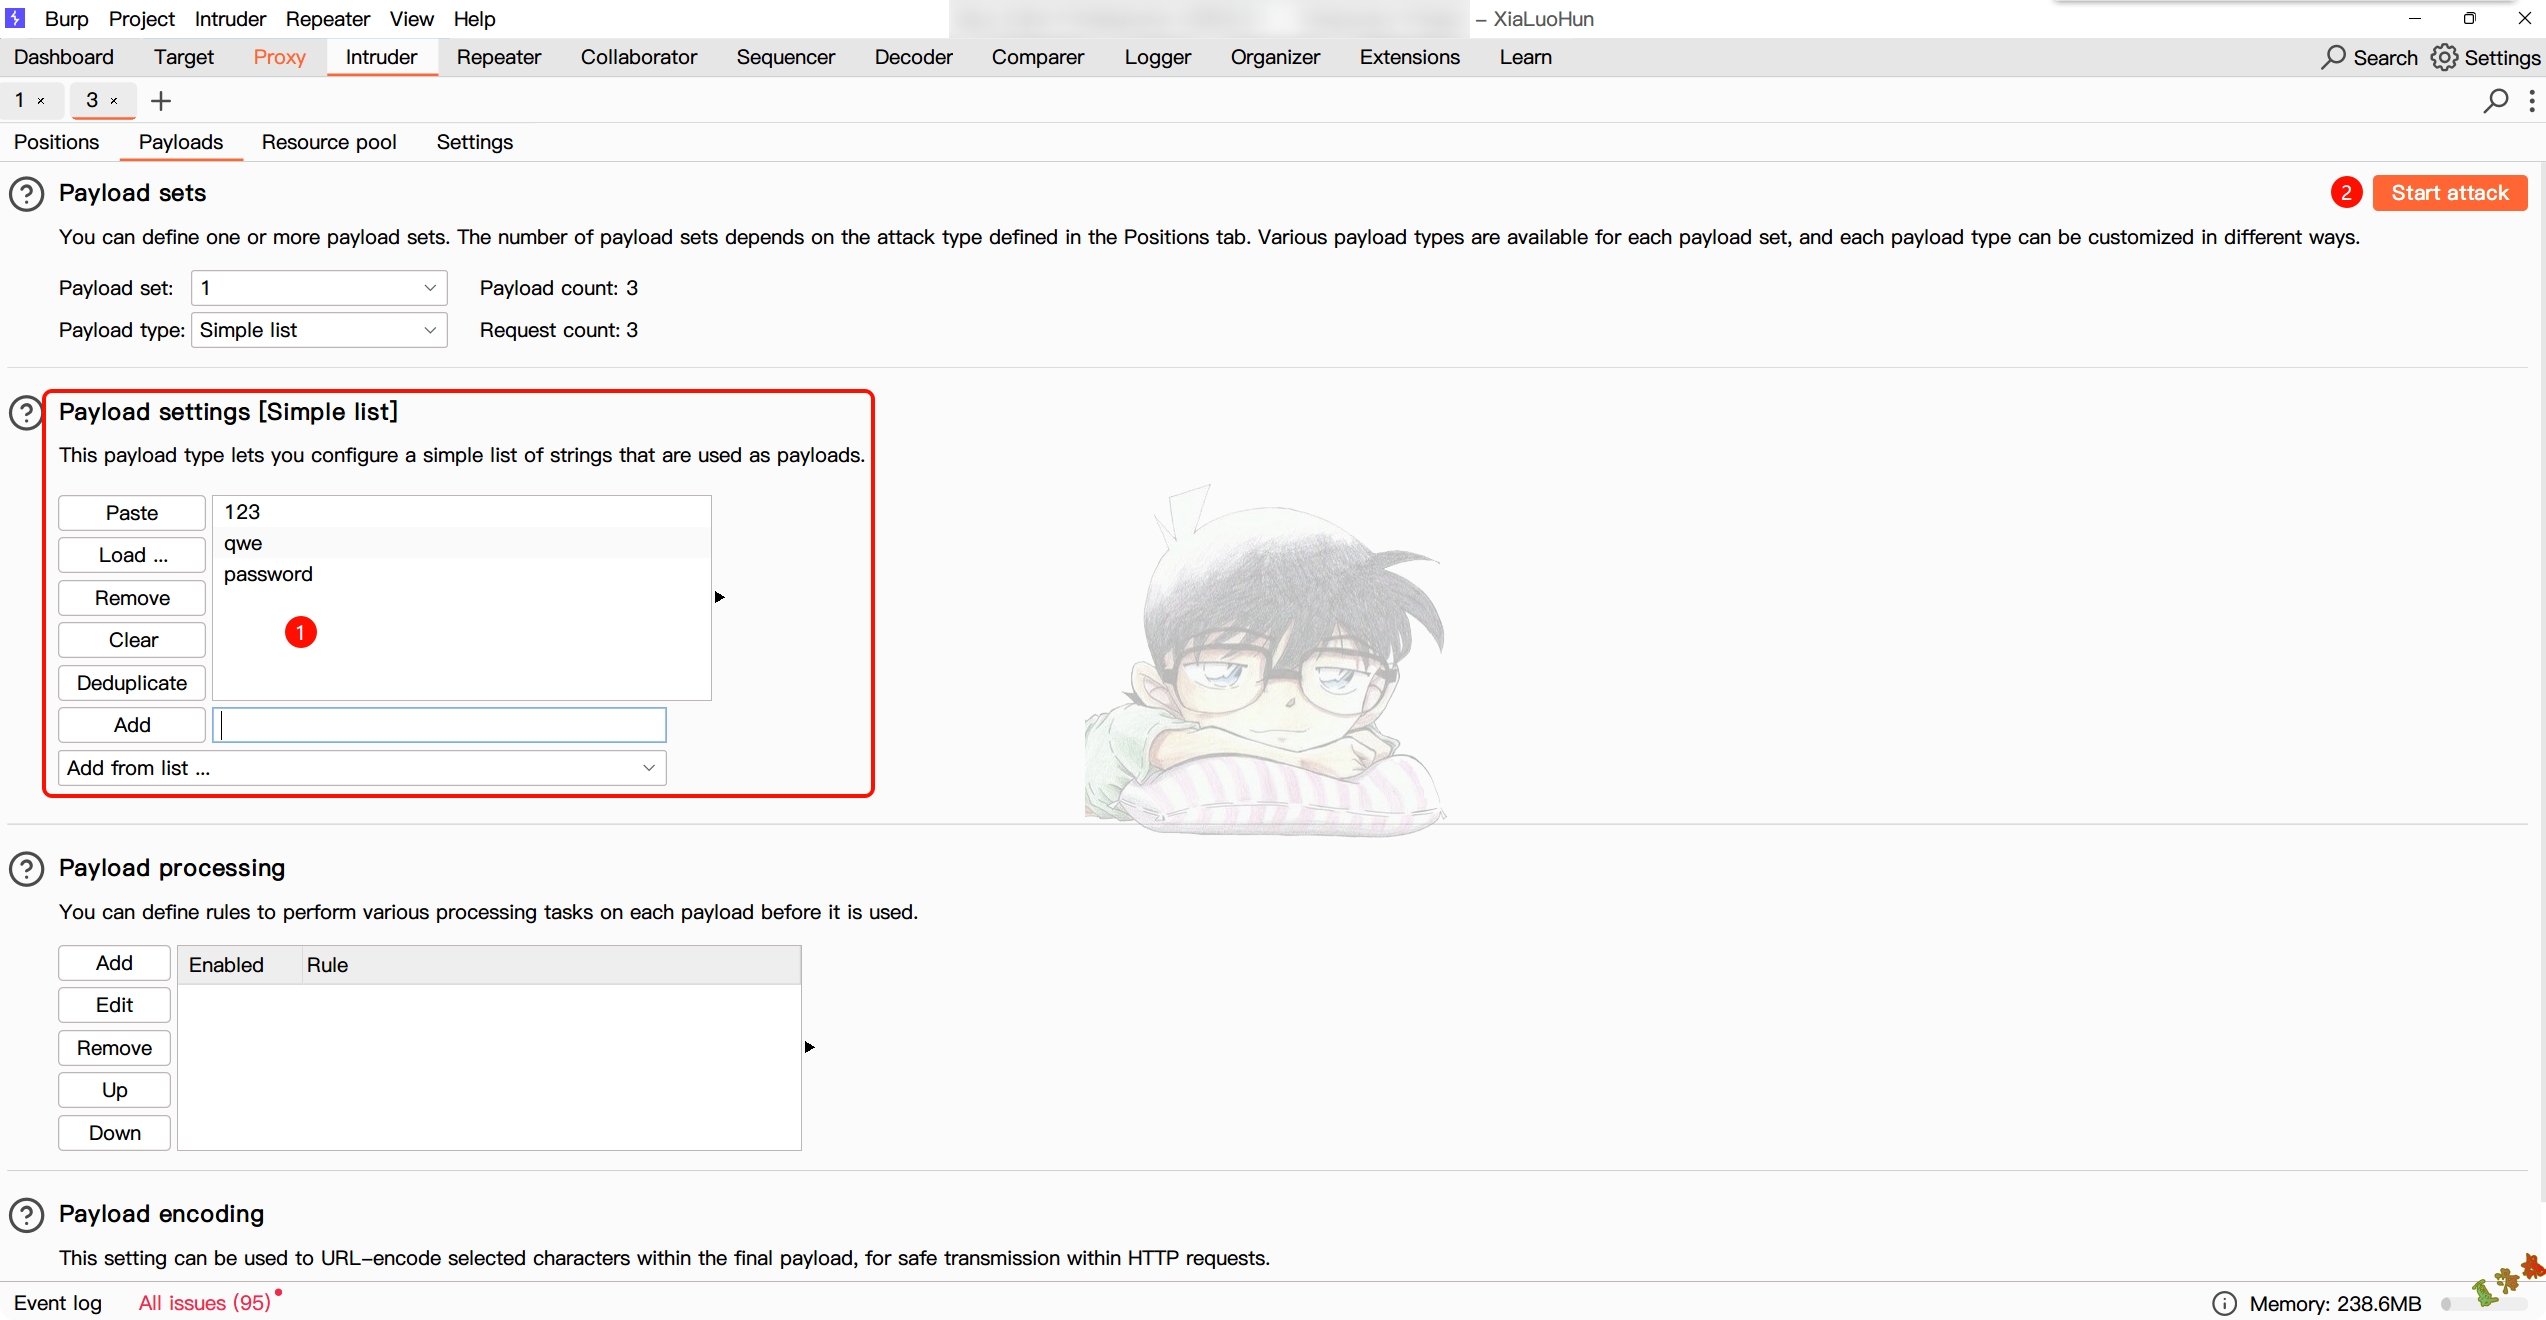 Burp Project Intruder Repeater View Help – XiaLuoHun
Dashboard Target Proxy Intruder Repeater Collaborator Sequencer Decoder Comparer Logger Organizer Extensions Learn Search Settings
1 × 3 × +
Positions Payloads Resource pool Settings
? Payload sets 2 Start attack
You can define one or more payload sets. The number of payload sets depends on the attack type defined in the Positions tab. Various payload types are available for each payload set, and each payload type can be customized in different ways.
Payload set: 1 Payload count: 3
Payload type: Simple list Request count: 3
? Payload settings [Simple list]
This payload type lets you configure a simple list of strings that are used as payloads.
Paste 123
qwe
Load ...
password
Remove
1
Clear
Deduplicate
Add
Add from list ...
? Payload processing
You can define rules to perform various processing tasks on each payload before it is used.
Add Enabled Rule
Edit
Remove
Up
Down
? Payload encoding
This setting can be used to URL–encode selected characters within the final payload, for safe transmission within HTTP requests.
Event log All issues (95) Memory: 238.6MB